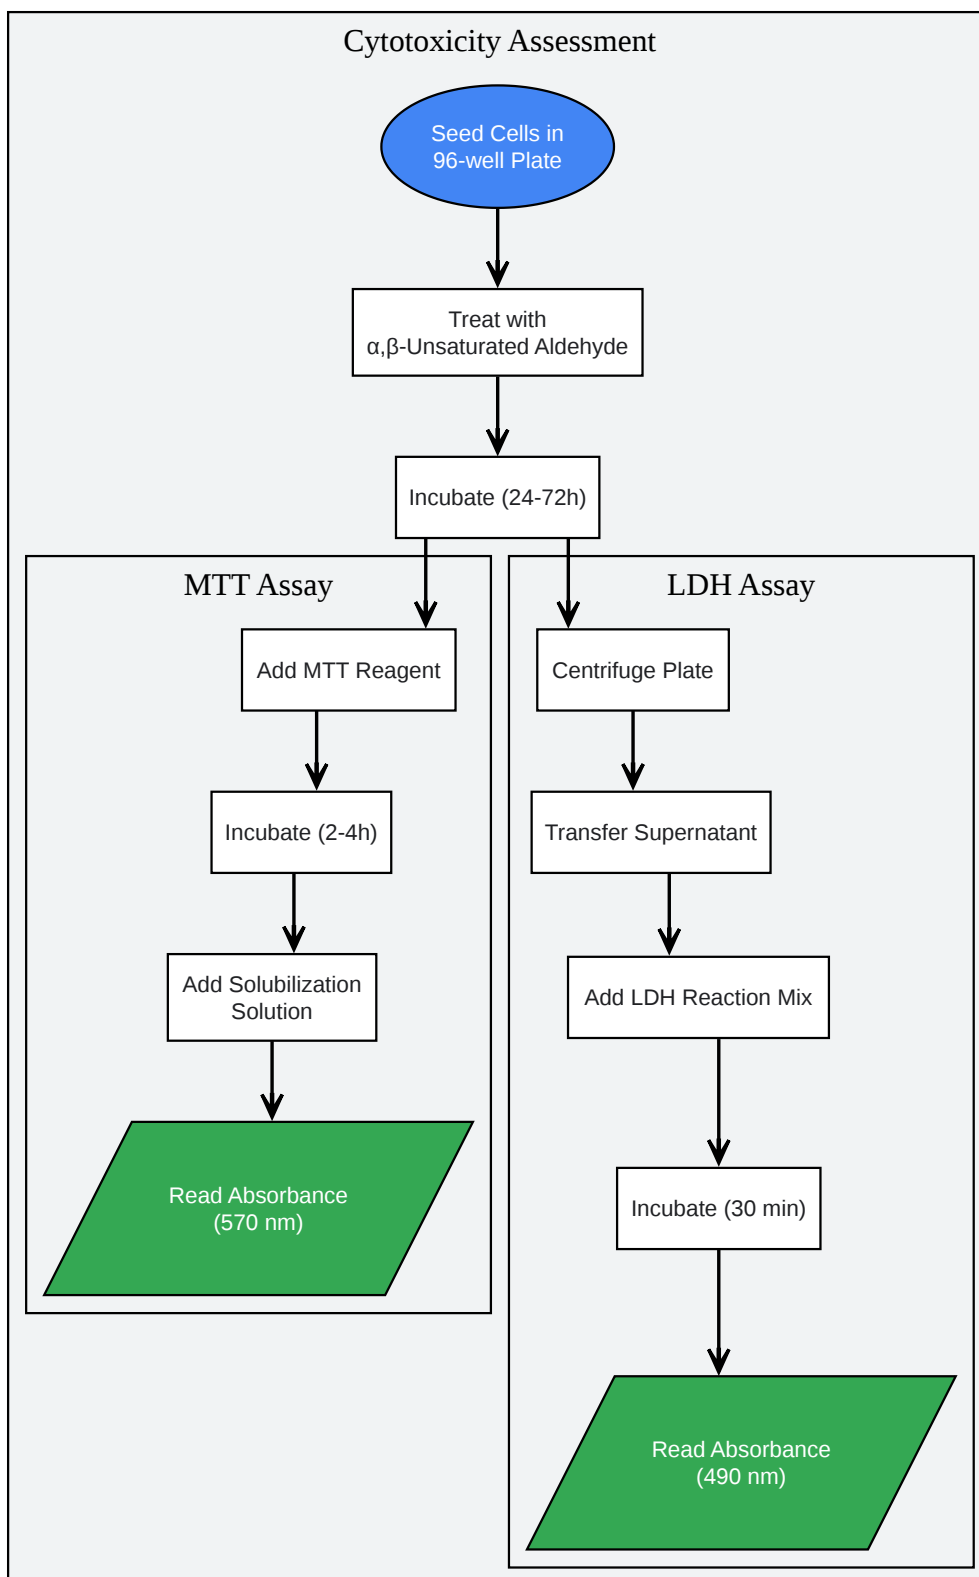 Cytotoxicity Assessment
Seed Cells in
96-well Plate
Treat with
α,β-Unsaturated Aldehyde
Incubate (24-72h)
MTT Assay
Add MTT Reagent
Incubate (2-4h)
Add Solubilization
Solution
Read Absorbance
(570 nm)
LDH Assay
Centrifuge Plate
Transfer Supernatant
Add LDH Reaction Mix
Incubate (30 min)
Read Absorbance
(490 nm)